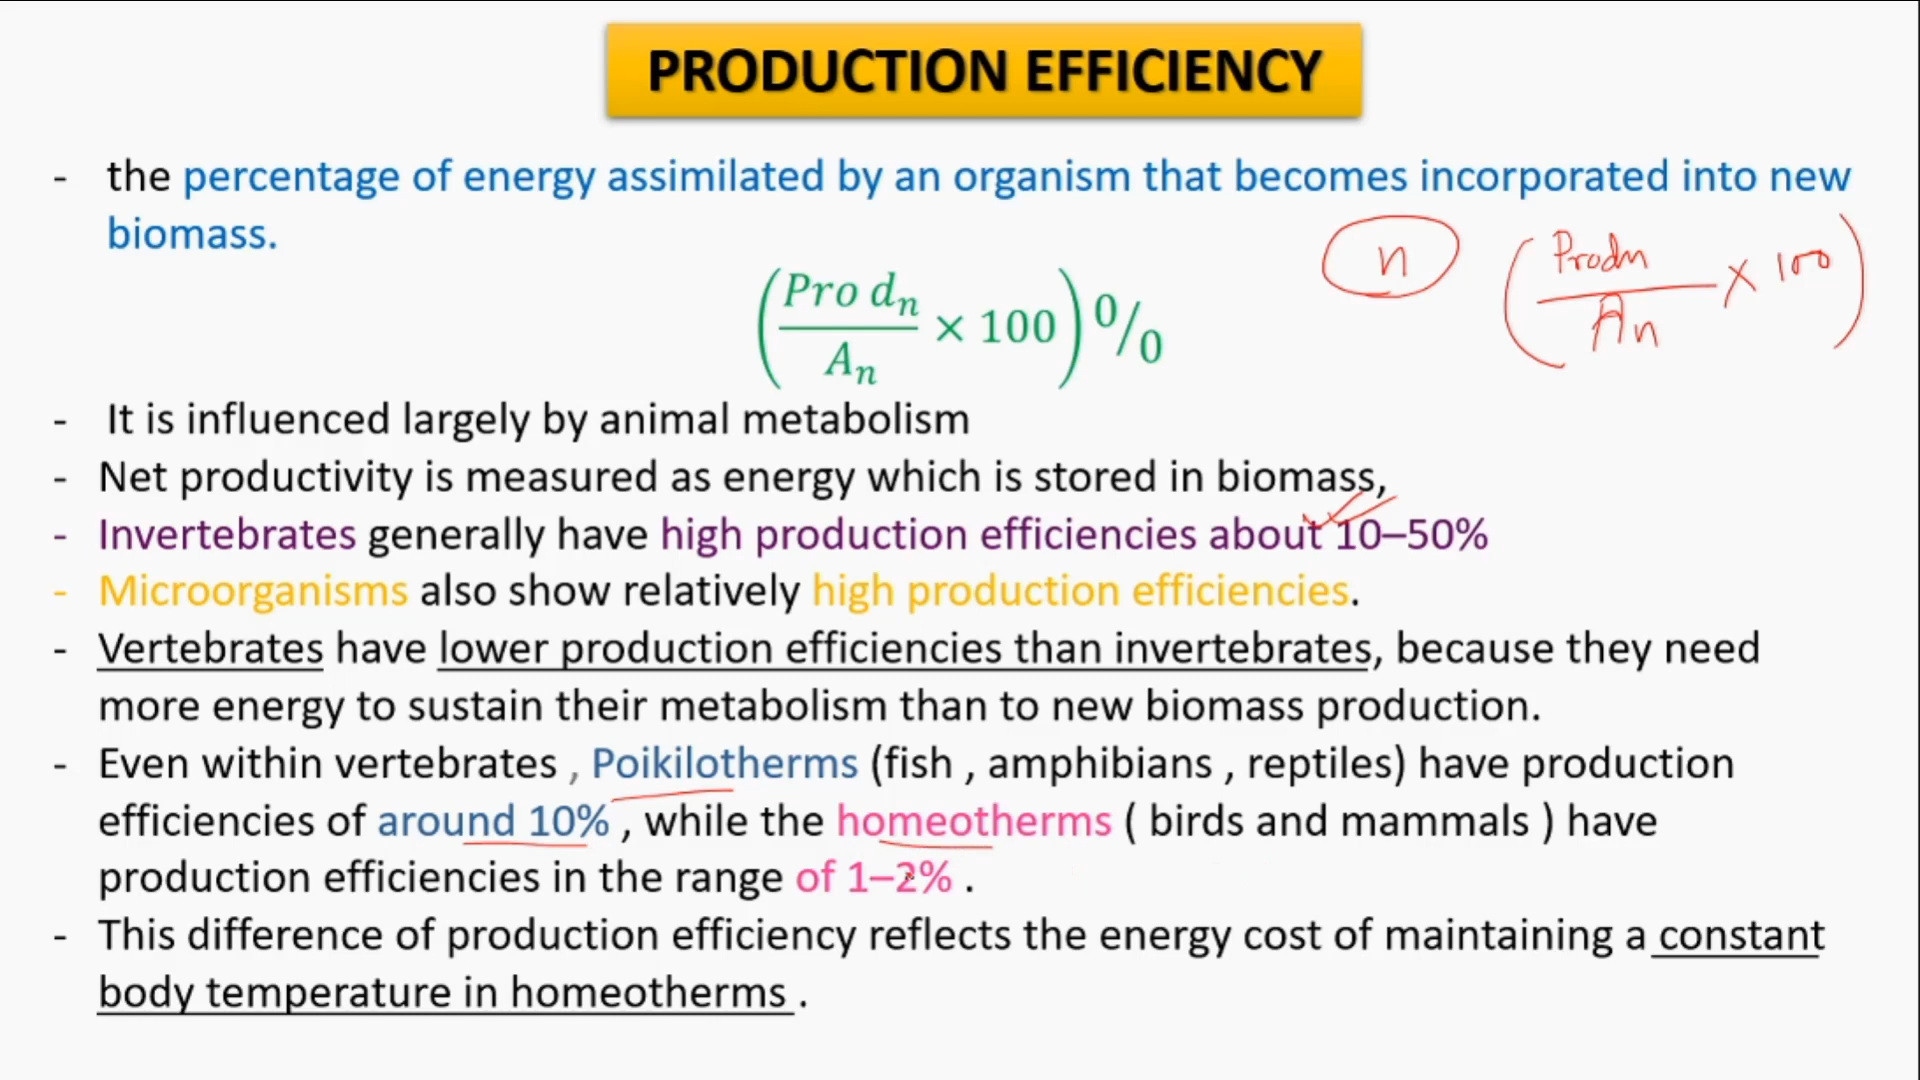 PRODUCTION EFFICIENCY
- the percentage of energy assimilated by an organism that becomes incorporated into new
biomass.
n (Prodn / An × 100)
(Pro dn / An × 100) %
- It is influenced largely by animal metabolism
- Net productivity is measured as energy which is stored in biomass,
- Invertebrates generally have high production efficiencies about 10–50%
- Microorganisms also show relatively high production efficiencies.
- Vertebrates have lower production efficiencies than invertebrates, because they need
more energy to sustain their metabolism than to new biomass production.
- Even within vertebrates , Poikilotherms (fish , amphibians , reptiles) have production
efficiencies of around 10% , while the homeotherms ( birds and mammals ) have
production efficiencies in the range of 1–2% .
- This difference of production efficiency reflects the energy cost of maintaining a constant
body temperature in homeotherms .